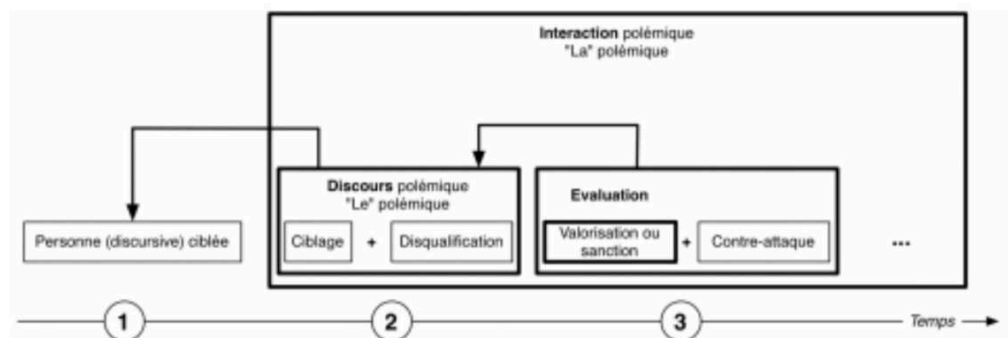 Interaction polémique
"La" polémique
Discours polémique
"Le" polémique
Evaluation
Personne (discursive) ciblée
Ciblage + Disqualification
Valorisation ou
sanction
+ Contre-attaque
...
1 2 3 Temps